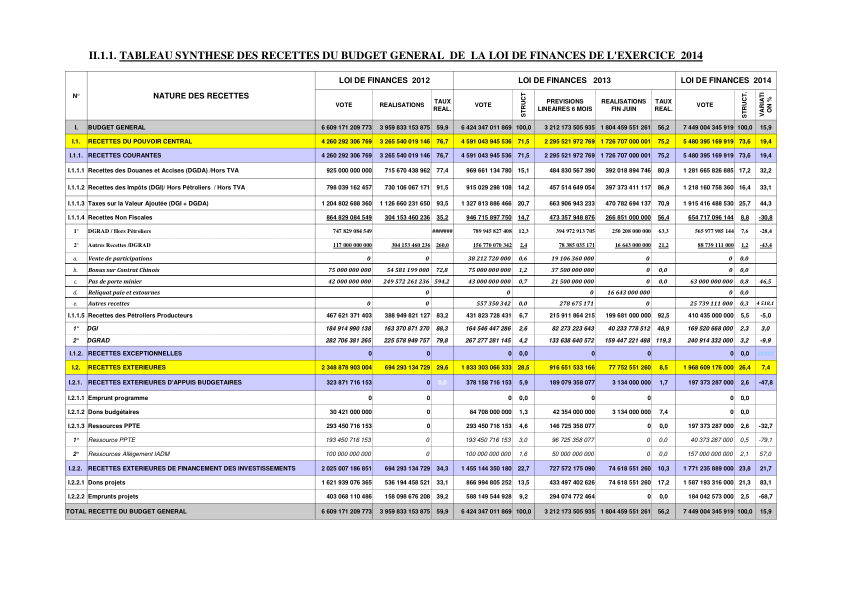 II.1.1. TABLEAU SYNTHESE DES RECETTES DU BUDGET GENERAL DE LA LOI DE FINANCES DE L'EXERCICE 2014
N° NATURE DES RECETTES LOI DE FINANCES 2012 LOI DE FINANCES 2013 LOI DE FINANCES 2014
VOTE REALISATIONS TAUX REAL. VOTE STRUCT PREVISIONS LINEAIRES 6 MOIS REALISATIONS FIN JUIN TAUX REAL. VOTE STRUCT. VARIATION %
I. BUDGET GENERAL 6 609 171 209 773 3 959 833 153 875 59,9 6 424 347 011 869 100,0 3 212 173 505 935 1 804 459 551 261 56,2 7 449 004 345 919 100,0 15,9
I.1. RECETTES DU POUVOIR CENTRAL 4 260 292 306 769 3 265 540 019 146 76,7 4 591 043 945 536 71,5 2 295 521 972 769 1 726 707 000 001 75,2 5 480 395 169 919 73,6 19,4
I.1.1. RECETTES COURANTES 4 260 292 306 769 3 265 540 019 146 76,7 4 591 043 945 536 71,5 2 295 521 972 769 1 726 707 000 001 75,2 5 480 395 169 919 73,6 19,4
I.1.1.1 Recettes des Douanes et Accises (DGDA) /Hors TVA 925 000 000 000 715 670 438 962 77,4 969 661 134 780 15,1 484 830 567 390 392 018 894 746 80,9 1 281 665 826 885 17,2 32,2
I.1.1.2 Recettes des Impôts (DGI)/ Hors Pétroliers / Hors TVA 798 039 162 457 730 106 067 171 91,5 915 029 298 108 14,2 457 514 649 054 397 373 411 117 86,9 1 218 160 758 360 16,4 33,1
I.1.1.3 Taxes sur la Valeur Ajoutée (DGI + DGDA) 1 204 802 688 360 1 126 660 231 650 93,5 1 327 813 886 466 20,7 663 906 943 233 470 782 694 137 70,9 1 915 416 488 530 25,7 44,3
I.1.1.4 Recettes Non Fiscales 864 829 084 549 304 153 460 236 35,2 946 715 897 750 14,7 473 357 948 876 266 851 000 000 56,4 654 717 096 144 8,8 -30,8
1° DGRAD / Hors Pétroliers 747 829 084 549 ####### 789 945 827 408 12,3 394 972 913 705 250 208 000 000 63,3 565 977 985 144 7,6 -28,4
2° Autres Recettes /DGRAD 117 000 000 000 304 153 460 236 260,0 156 770 070 342 2,4 78 385 035 171 16 643 000 000 21,2 88 739 111 000 1,2 -43,4
a. Vente de participations 0 0 38 212 720 000 0,6 19 106 360 000 0 0 0,0
b. Bonus sur Contrat Chinois 75 000 000 000 54 581 199 000 72,8 75 000 000 000 1,2 37 500 000 000 0 0,0 0 0,0
c. Pas de porte minier 42 000 000 000 249 572 261 236 594,2 43 000 000 000 0,7 21 500 000 000 0 0,0 63 000 000 000 0,8 46,5
d. Reliquat paie et extournes 0 0 16 643 000 000 0 0,0
e. Autres recettes 0 0 557 350 342 0,0 278 675 171 0 25 739 111 000 0,3 4 518,1
I.1.1.5 Recettes des Pétroliers Producteurs 467 621 371 403 388 949 821 127 83,2 431 823 728 431 6,7 215 911 864 215 199 681 000 000 92,5 410 435 000 000 5,5 -5,0
1° DGI 184 914 990 138 163 370 871 370 88,3 164 546 447 286 2,6 82 273 223 643 40 233 778 512 48,9 169 520 668 000 2,3 3,0
2° DGRAD 282 706 381 265 225 578 949 757 79,8 267 277 281 145 4,2 133 638 640 572 159 447 221 488 119,3 240 914 332 000 3,2 -9,9
I.1.2. RECETTES EXCEPTIONNELLES 0 0 0 0,0 0 0 0 0,0
I.2. RECETTES EXTERIEURES 2 348 878 903 004 694 293 129 729 29,6 1 833 303 066 333 28,5 916 651 533 166 77 752 551 260 8,5 1 968 609 176 000 26,4 7,4
I.2.1. RECETTES EXTERIEURES D'APPUIS BUDGETAIRES 323 871 716 153 0 0,0 378 158 716 153 5,9 189 079 358 077 3 134 000 000 1,7 197 373 287 000 2,6 -47,8
I.2.1.1 Emprunt programme 0 0 0 0,0 0 0 0 0,0
I.2.1.2 Dons budgétaires 30 421 000 000 0 84 708 000 000 1,3 42 354 000 000 3 134 000 000 7,4 0 0,0
I.2.1.3 Ressources PPTE 293 450 716 153 0 293 450 716 153 4,6 146 725 358 077 0 0,0 197 373 287 000 2,6 -32,7
1° Ressource PPTE 193 450 716 153 0 193 450 716 153 3,0 96 725 358 077 0 0,0 40 373 287 000 0,5 -79,1
2° Ressources Allègement IADM 100 000 000 000 0 100 000 000 000 1,6 50 000 000 000 0 0,0 157 000 000 000 2,1 57,0
I.2.2. RECETTES EXTERIEURES DE FINANCEMENT DES INVESTISSEMENTS 2 025 007 186 851 694 293 129 729 34,3 1 455 144 350 180 22,7 727 572 175 090 74 618 551 260 10,3 1 771 235 889 000 23,8 21,7
I.2.2.1 Dons projets 1 621 939 076 365 536 194 458 521 33,1 866 994 805 252 13,5 433 497 402 626 74 618 551 260 17,2 1 587 193 316 000 21,3 83,1
I.2.2.2 Emprunts projets 403 068 110 486 158 098 676 208 39,2 588 149 544 928 9,2 294 074 772 464 0 0,0 184 042 573 000 2,5 -68,7
TOTAL RECETTE DU BUDGET GENERAL 6 609 171 209 773 3 959 833 153 875 59,9 6 424 347 011 869 100,0 3 212 173 505 935 1 804 459 551 261 56,2 7 449 004 345 919 100,0 15,9